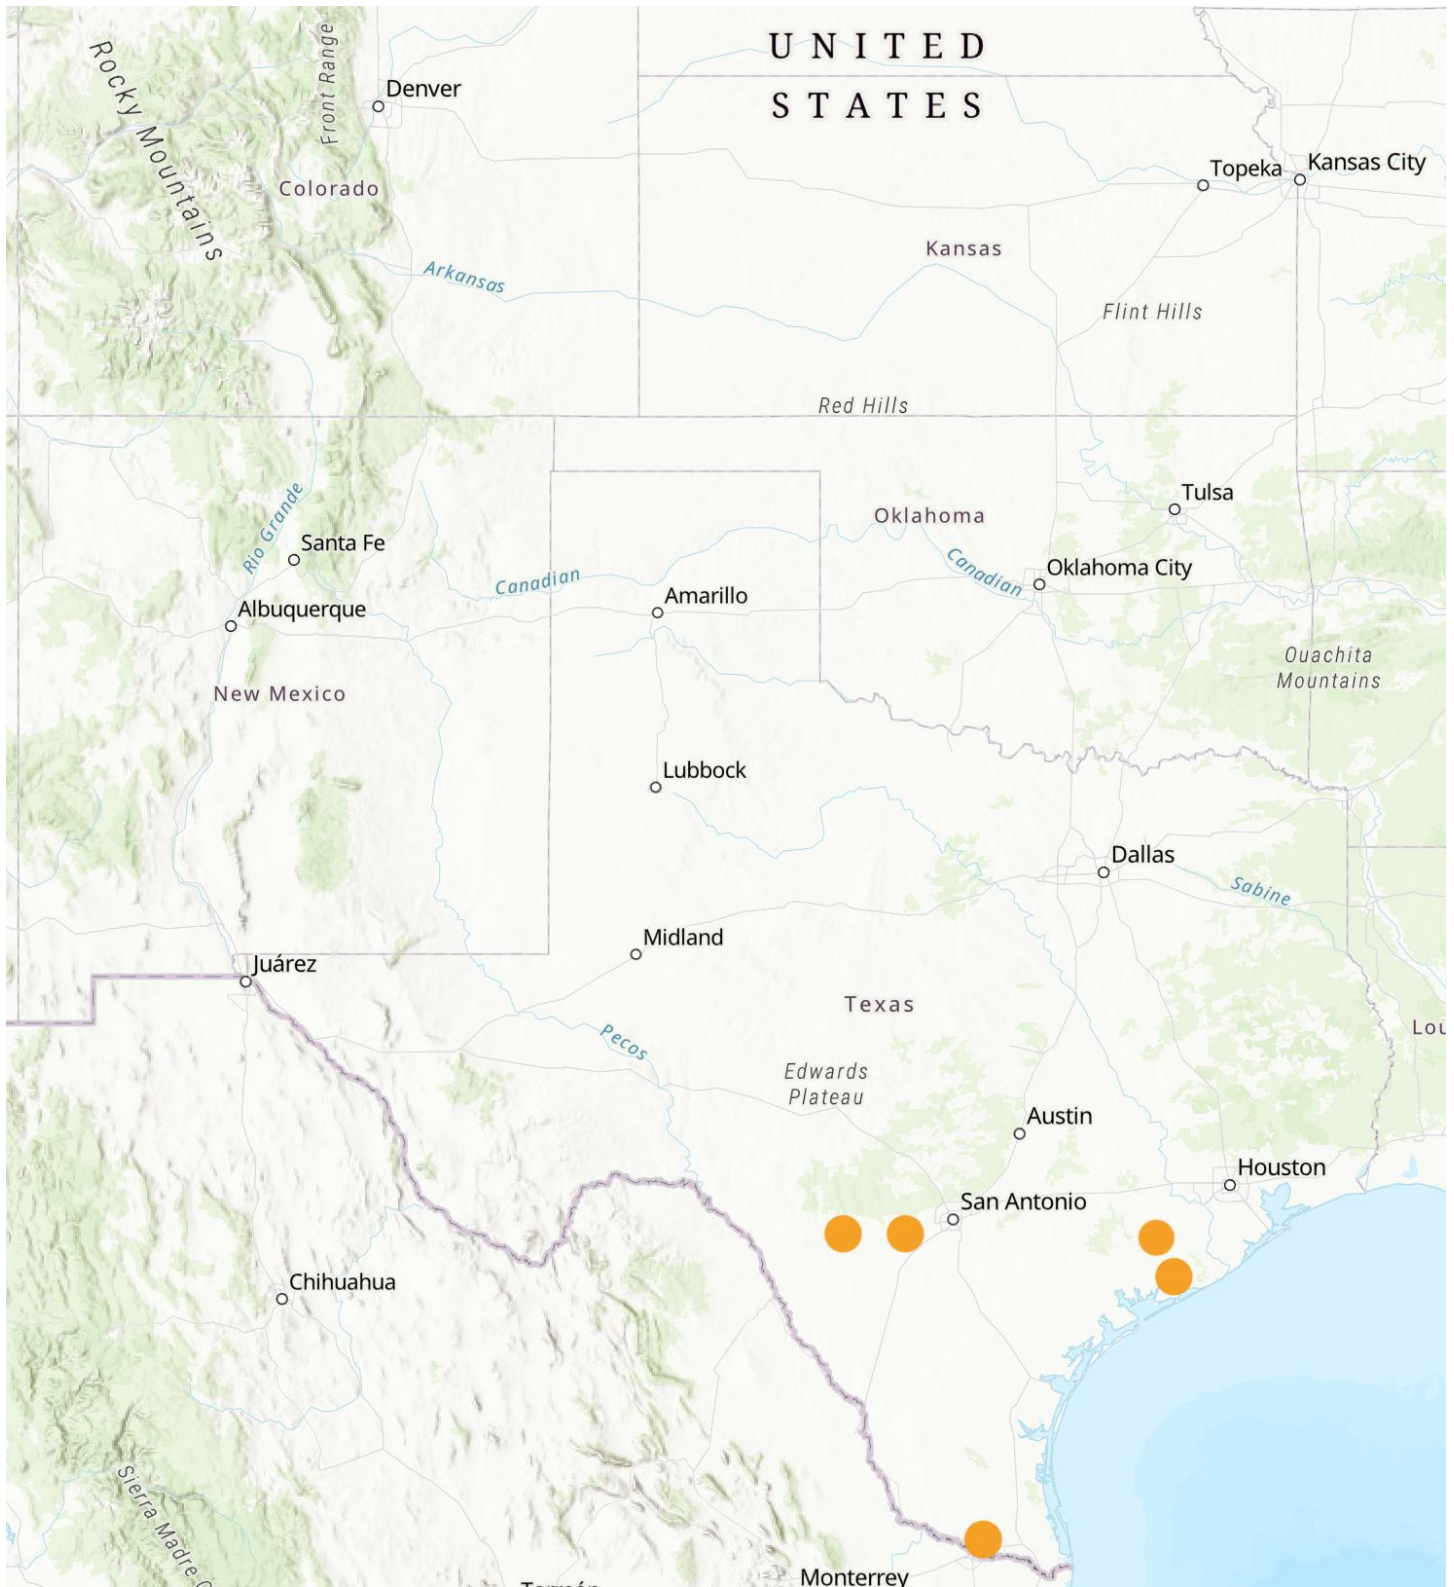 UNITED
STATES
Rocky Mountains
Front Range
Denver
Colorado
Topeka
Kansas City
Kansas
Arkansas
Flint Hills
Red Hills
Rio Grande
Santa Fe
Albuquerque
New Mexico
Canadian
Amarillo
Oklahoma
Tulsa
Canadian
Oklahoma City
Ouachita
Mountains
Lubbock
Dallas
Sabine
Midland
Juárez
Texas
Pecos
Edwards
Plateau
Austin
Houston
San Antonio
Chihuahua
Sierra Madre
Monterrey